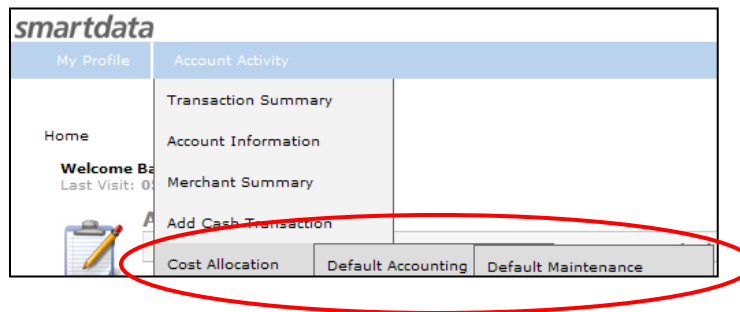 smartdata
My Profile Account Activity
Transaction Summary
Home
Account Information
Welcome Ba
Last Visit: 0
Merchant Summary
A
Add Cash Transaction
Cost Allocation Default Accounting Default Maintenance